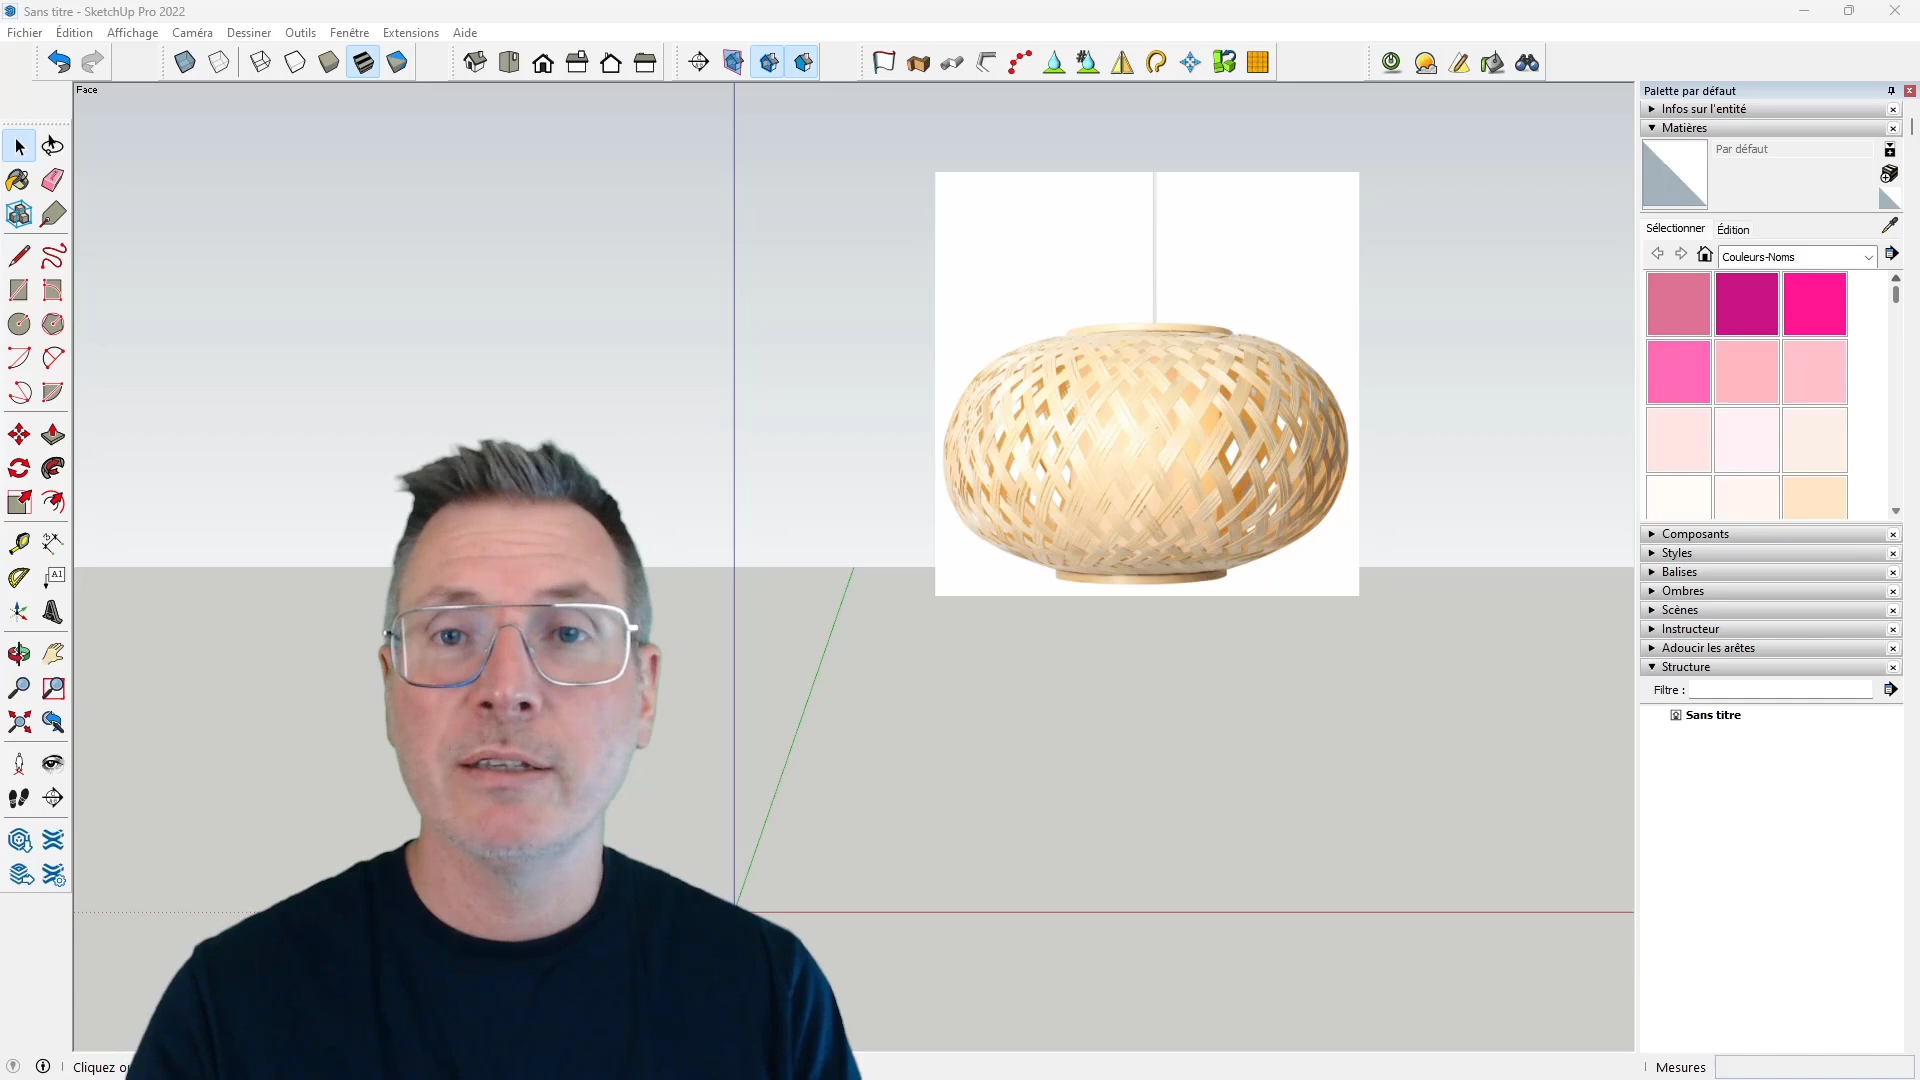 Sans titre - SketchUp Pro 2022
Fichier Édition Affichage Caméra Dessiner Outils Fenêtre Extensions Aide
Face
Palette par défaut
Infos sur l'entité
Matières
Par défaut
Sélectionner Édition
Couleurs-Noms
Composants
Styles
Balises
Ombres
Scènes
Instructeur
Adoucir les arêtes
Structure
Filtre :
Sans titre
A1
Cliquez
Mesures